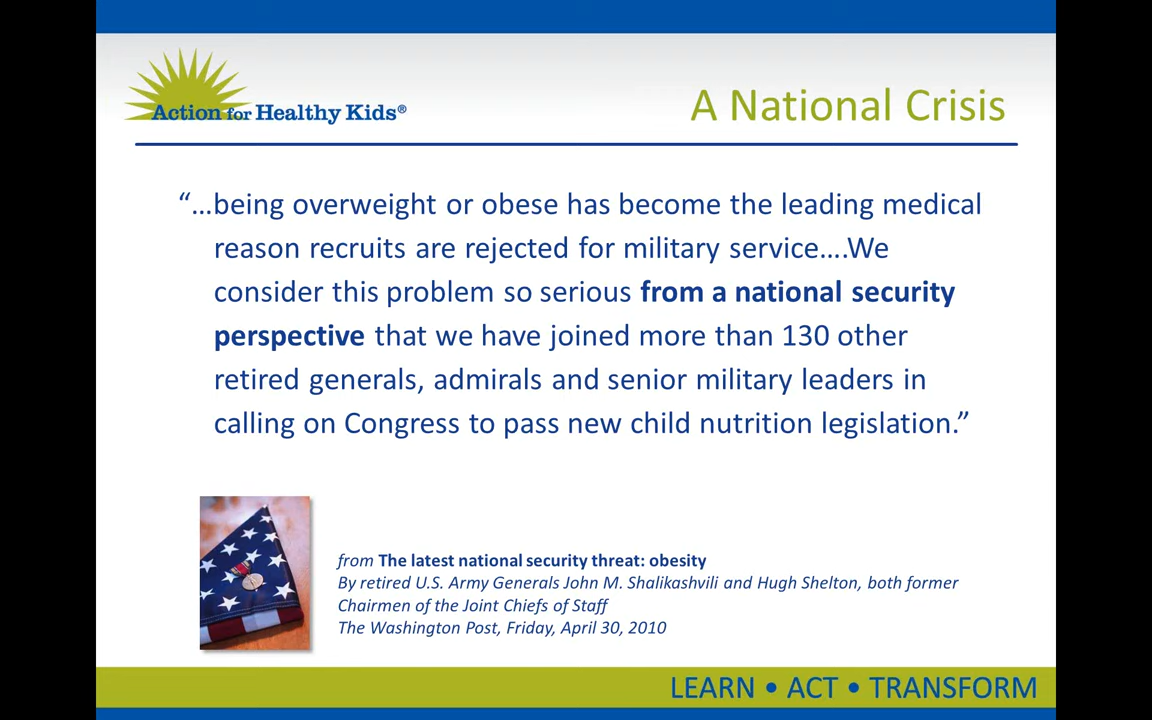 Action for Healthy Kids®
A National Crisis
“…being overweight or obese has become the leading medical
reason recruits are rejected for military service….We
consider this problem so serious from a national security
perspective that we have joined more than 130 other
retired generals, admirals and senior military leaders in
calling on Congress to pass new child nutrition legislation.”
from The latest national security threat: obesity
By retired U.S. Army Generals John M. Shalikashvili and Hugh Shelton, both former
Chairmen of the Joint Chiefs of Staff
The Washington Post, Friday, April 30, 2010
LEARN • ACT • TRANSFORM